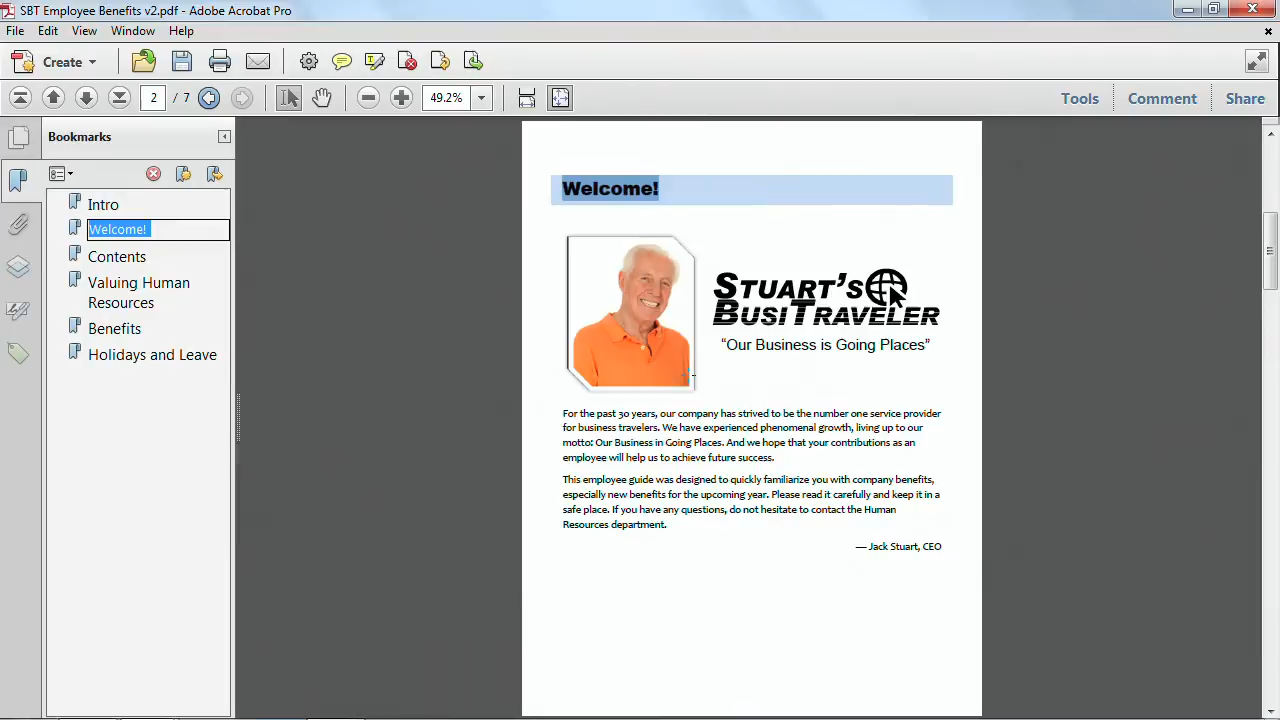 SBT Employee Benefits v2.pdf - Adobe Acrobat Pro
File Edit View Window Help
Create
2 / 7 49.2% Tools Comment Share
Bookmarks
Intro
Welcome!
Contents
Valuing Human
Resources
Benefits
Holidays and Leave
Welcome!
STUART'S
BUSITRAVELER
“Our Business is Going Places”
For the past 30 years, our company has strived to be the number one service provider
for business travelers. We have experienced phenomenal growth, living up to our
motto: Our Business in Going Places. And we hope that your contributions as an
employee will help us to achieve future success.
This employee guide was designed to quickly familiarize you with company benefits,
especially new benefits for the upcoming year. Please read it carefully and keep it in a
safe place. If you have any questions, do not hesitate to contact the Human
Resources department.
— Jack Stuart, CEO